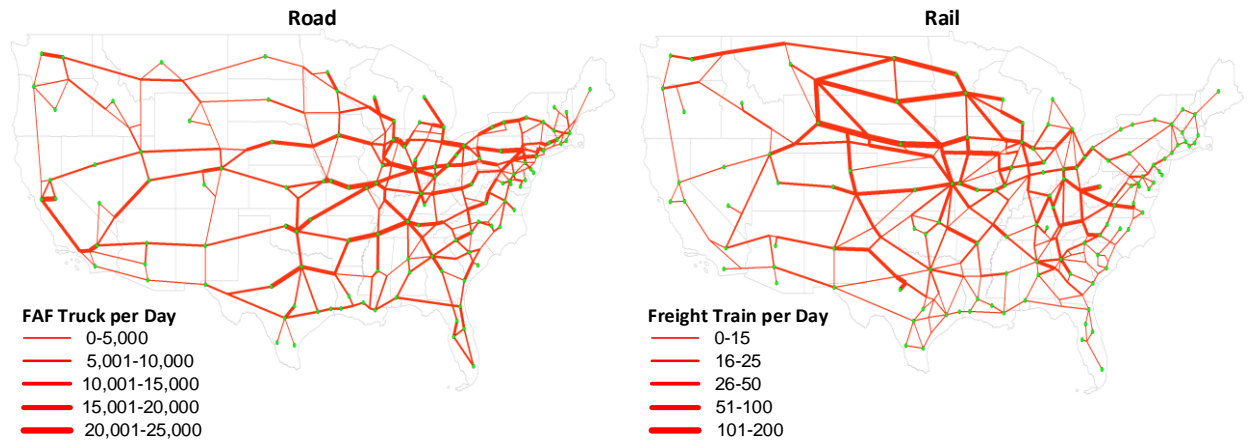 Road
FAF Truck per Day
0-5,000
5,001-10,000
10,001-15,000
15,001-20,000
20,001-25,000
Rail
Freight Train per Day
0-15
16-25
26-50
51-100
101-200